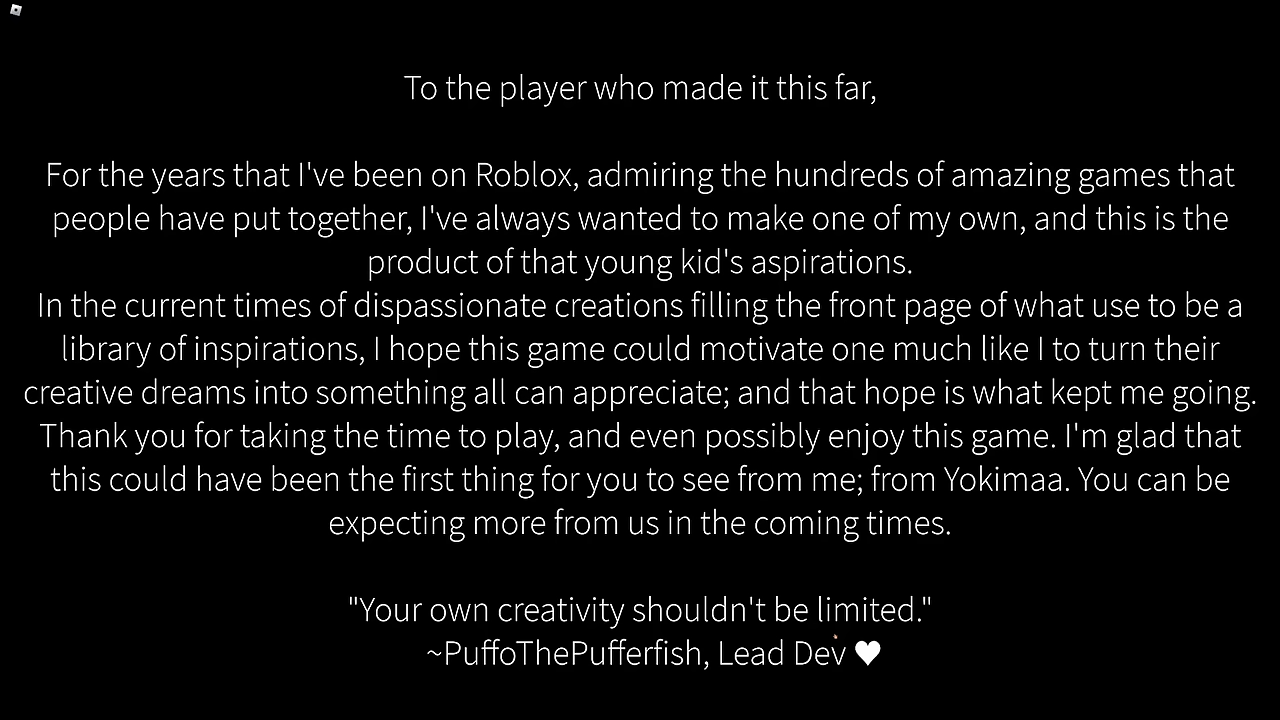 To the player who made it this far,
For the years that I've been on Roblox, admiring the hundreds of amazing games that
people have put together, I've always wanted to make one of my own, and this is the
product of that young kid's aspirations.
In the current times of dispassionate creations filling the front page of what use to be a
library of inspirations, I hope this game could motivate one much like I to turn their
creative dreams into something all can appreciate; and that hope is what kept me going.
Thank you for taking the time to play, and even possibly enjoy this game. I'm glad that
this could have been the first thing for you to see from me; from Yokimaa. You can be
expecting more from us in the coming times.
"Your own creativity shouldn't be limited."
~PuffoThePufferfish, Lead Dev ♥